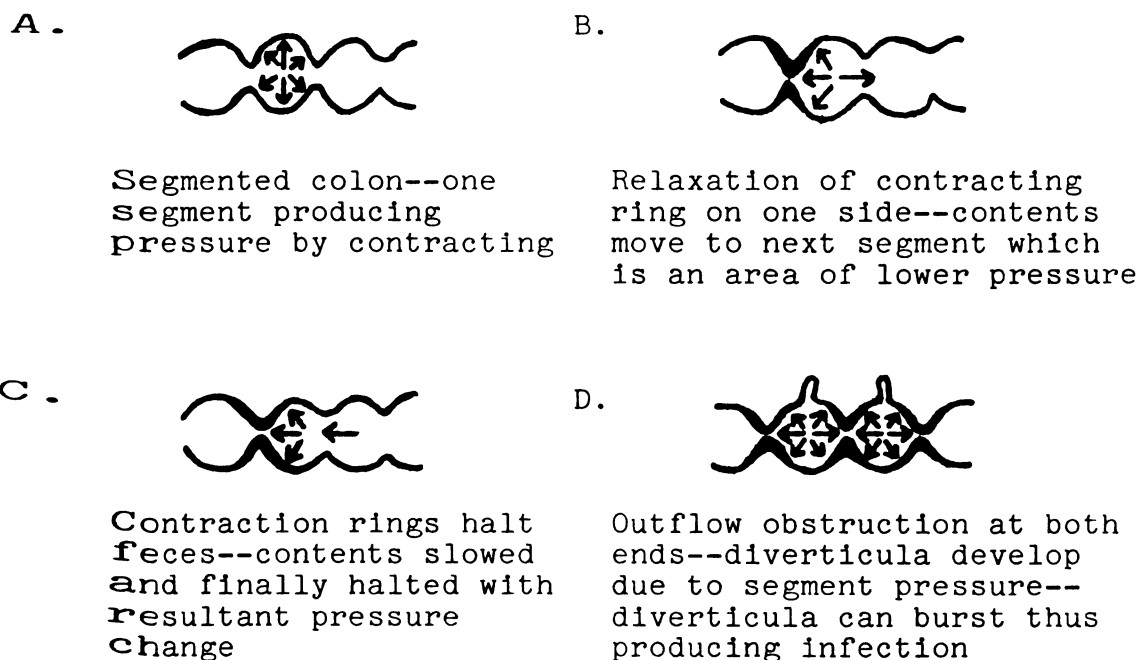 A.
Segmented colon--one
segment producing
pressure by contracting
B.
Relaxation of contracting
ring on one side--contents
move to next segment which
is an area of lower pressure
C.
Contraction rings halt
feces--contents slowed
and finally halted with
resultant pressure
change
D.
Outflow obstruction at both
ends--diverticula develop
due to segment pressure--
diverticula can burst thus
producing infection